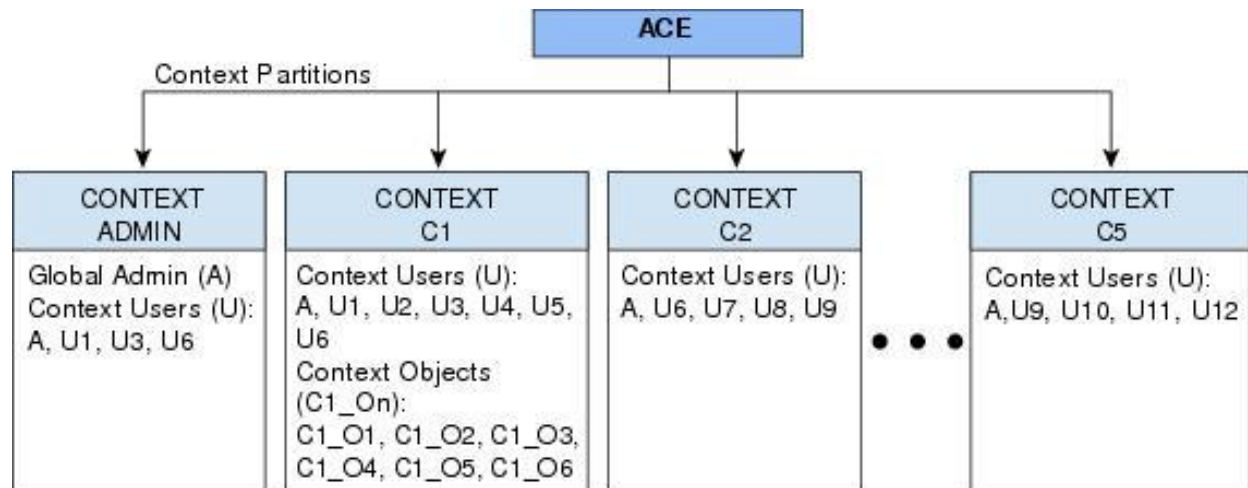 ACE
Context Partitions
CONTEXT
ADMIN
Global Admin (A)
Context Users (U):
A, U1, U3, U6
CONTEXT
C1
Context Users (U):
A, U1, U2, U3, U4, U5,
U6
Context Objects
(C1_On):
C1_O1, C1_O2, C1_O3,
C1_O4, C1_O5, C1_O6
CONTEXT
C2
Context Users (U):
A, U6, U7, U8, U9
CONTEXT
C5
Context Users (U):
A,U9, U10, U11, U12